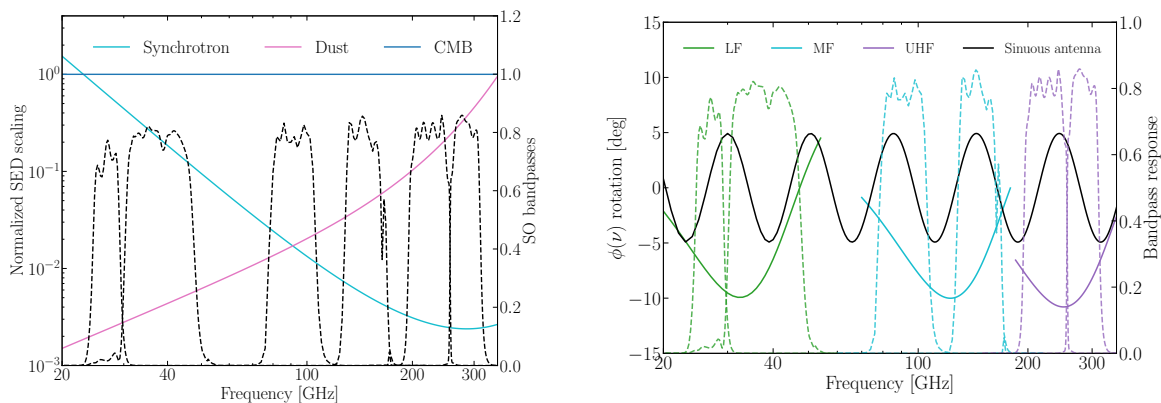 Synchrotron Dust CMB
Normalized SED scaling
10⁰
10⁻¹
10⁻²
10⁻³
20 40 100 200 300
Frequency [GHz]
1.2
1.0
0.8
0.6
0.4
0.2
0.0
SO bandpasses
LF MF UHF Sinuous antenna
ϕ(ν) rotation [deg]
15
10
5
0
−5
−10
−15
20 40 100 200 300
Frequency [GHz]
1.0
0.8
0.6
0.4
0.2
0.0
Bandpass response